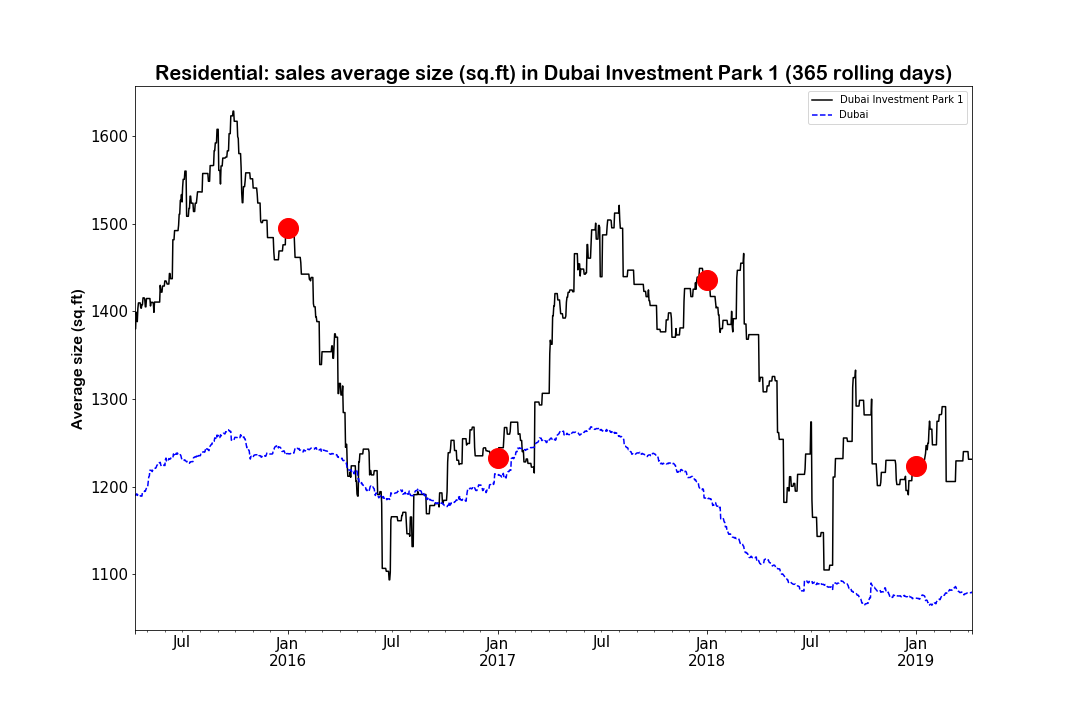 Residential: sales average size (sq.ft) in Dubai Investment Park 1 (365 rolling days)
Dubai Investment Park 1
Dubai
Average size (sq.ft)
1600
1500
1400
1300
1200
1100
Jul Jan Jul Jan Jul Jan Jul Jan
2016 2017 2018 2019